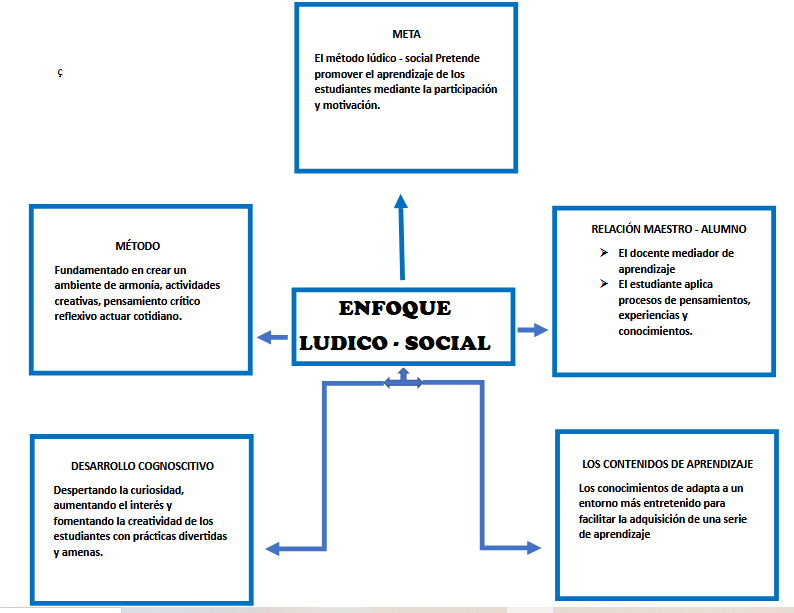 META
El método lúdico - social Pretende
promover el aprendizaje de los
estudiantes mediante la participación
y motivación.
ç
MÉTODO
Fundamentado en crear un
ambiente de armonía, actividades
creativas, pensamiento crítico
reflexivo actuar cotidiano.
RELACIÓN MAESTRO - ALUMNO
El docente mediador de
aprendizaje
El estudiante aplica
procesos de pensamientos,
experiencias y
conocimientos.
ENFOQUE
LUDICO - SOCIAL
DESARROLLO COGNOSCITIVO
Despertando la curiosidad,
aumentando el interés y
fomentando la creatividad de los
estudiantes con prácticas divertidas
y amenas.
LOS CONTENIDOS DE APRENDIZAJE
Los conocimientos de adapta a un
entorno más entretenido para
facilitar la adquisición de una serie
de aprendizaje